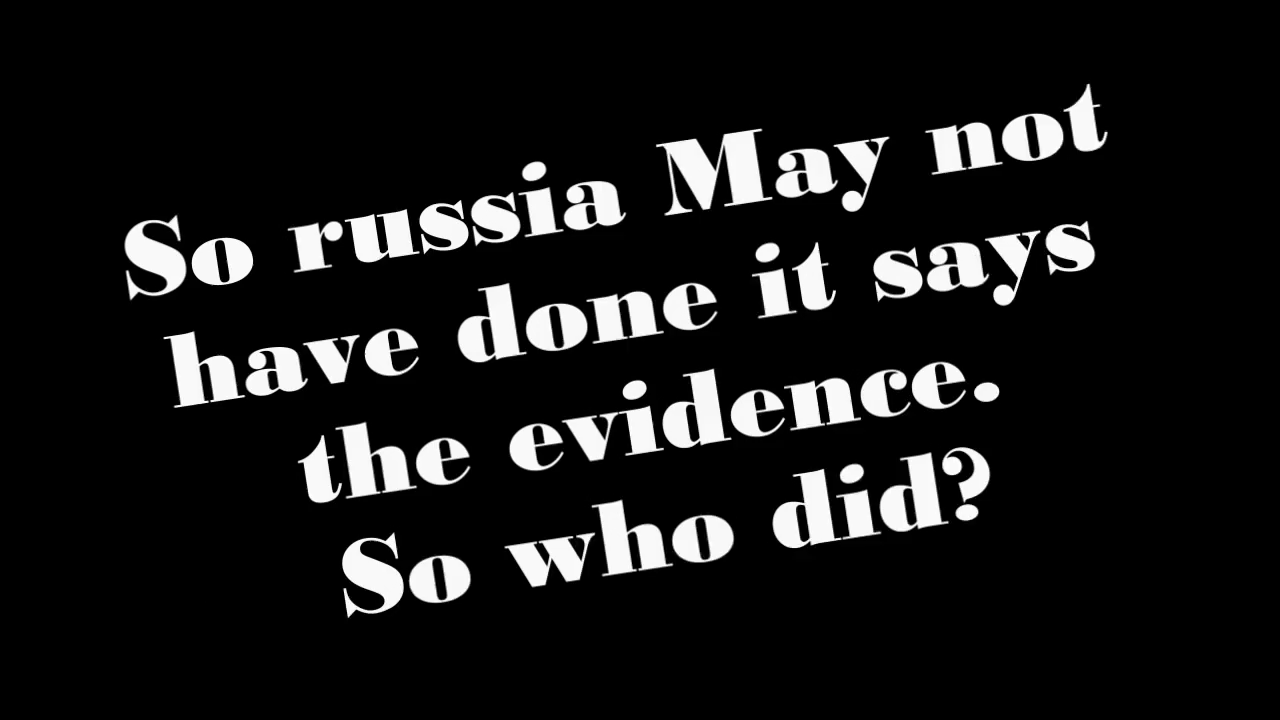 So russia May not
have done it says
the evidence.
So who did?